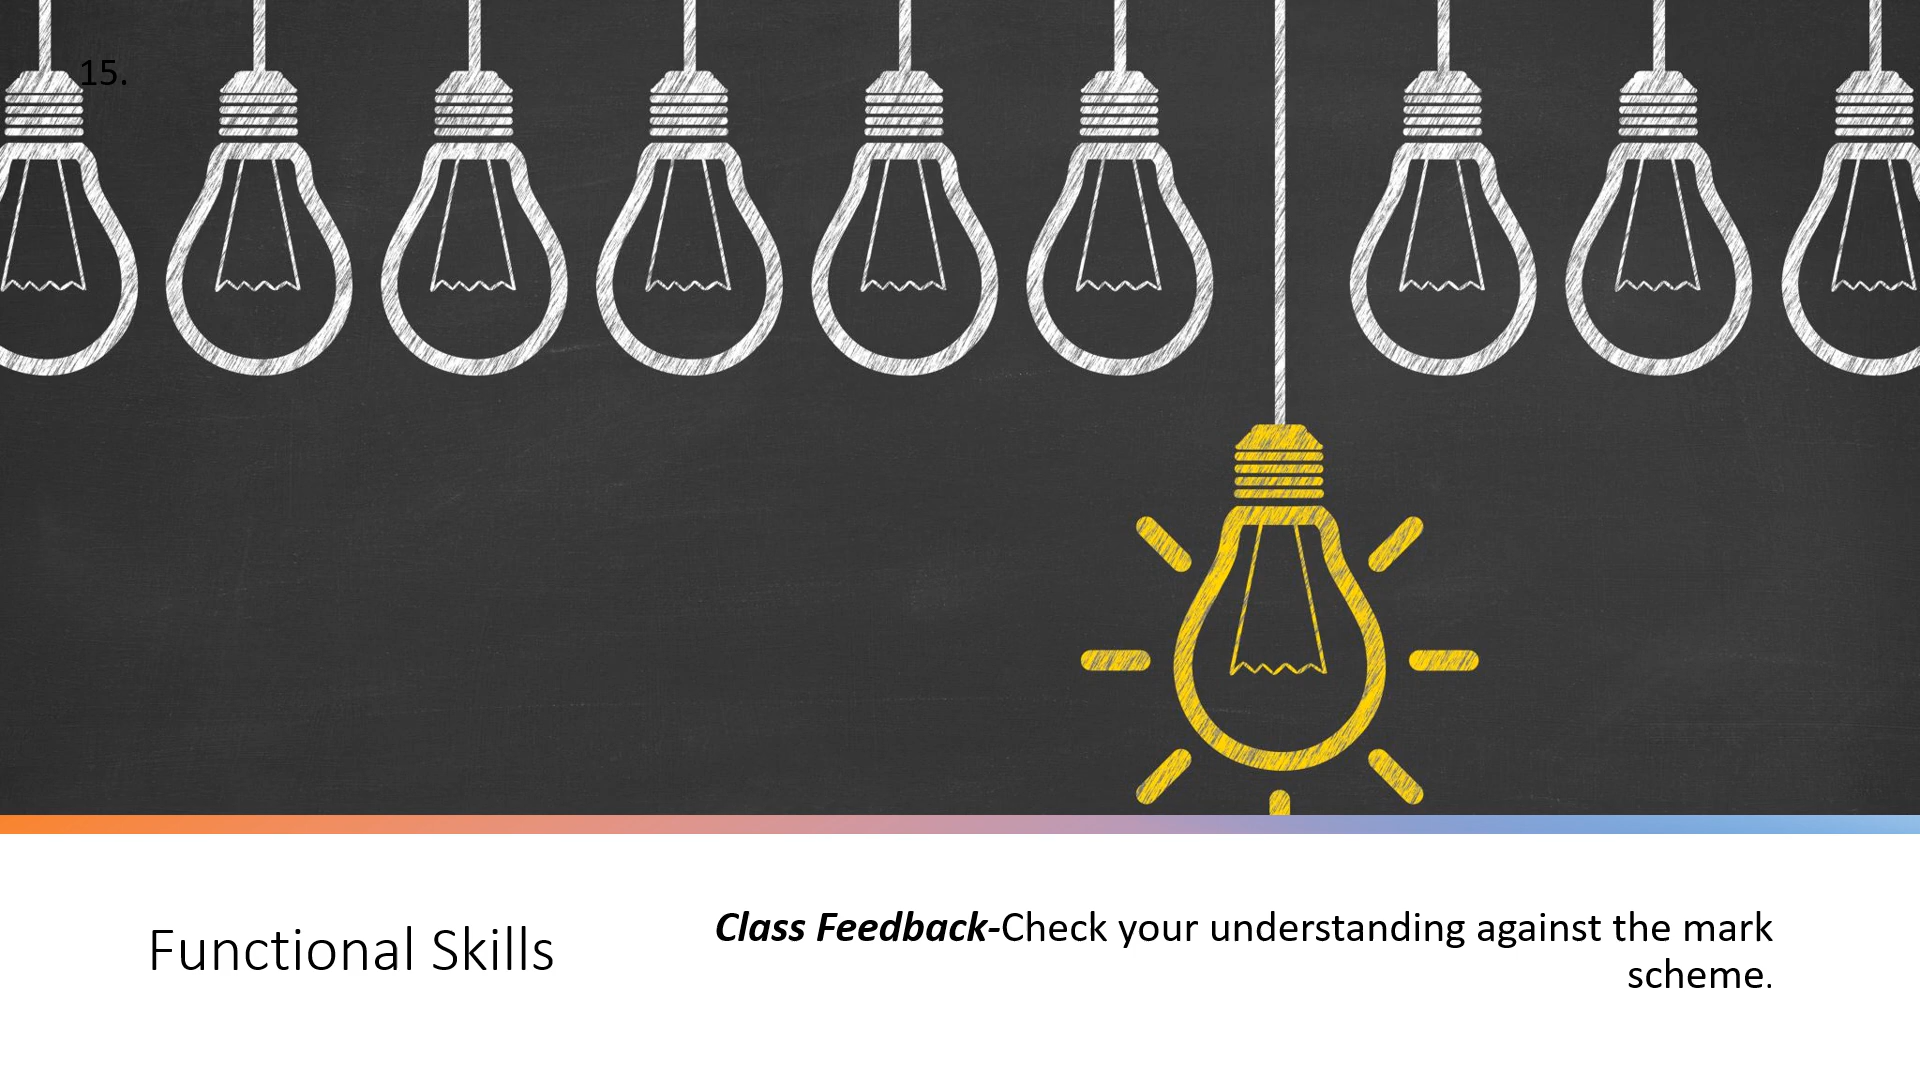 15.
Functional Skills
Class Feedback-Check your understanding against the mark
scheme.